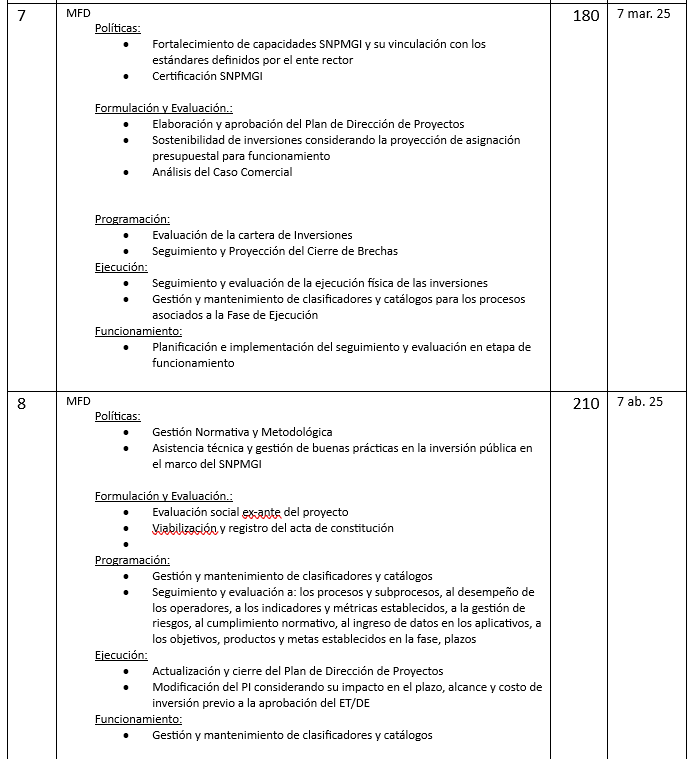 7 MFD 180 7 mar. 25
Políticas:
• Fortalecimiento de capacidades SNPMGI y su vinculación con los
estándares definidos por el ente rector
• Certificación SNPMGI
Formulación y Evaluación.:
• Elaboración y aprobación del Plan de Dirección de Proyectos
• Sostenibilidad de inversiones considerando la proyección de asignación
presupuestal para funcionamiento
• Análisis del Caso Comercial
Programación:
• Evaluación de la cartera de Inversiones
• Seguimiento y Proyección del Cierre de Brechas
Ejecución:
• Seguimiento y evaluación de la ejecución física de las inversiones
• Gestión y mantenimiento de clasificadores y catálogos para los procesos
asociados a la Fase de Ejecución
Funcionamiento:
• Planificación e implementación del seguimiento y evaluación en etapa de
funcionamiento
8 MFD 210 7 ab. 25
Políticas:
• Gestión Normativa y Metodológica
• Asistencia técnica y gestión de buenas prácticas en la inversión pública en
el marco del SNPMGI
Formulación y Evaluación.:
• Evaluación social ex-ante del proyecto
• Viabilización y registro del acta de constitución
•
Programación:
• Gestión y mantenimiento de clasificadores y catálogos
• Seguimiento y evaluación a: los procesos y subprocesos, al desempeño de
los operadores, a los indicadores y métricas establecidos, a la gestión de
riesgos, al cumplimiento normativo, al ingreso de datos en los aplicativos, a
los objetivos, productos y metas establecidos en la fase, plazos
Ejecución:
• Actualización y cierre del Plan de Dirección de Proyectos
• Modificación del PI considerando su impacto en el plazo, alcance y costo de
inversión previo a la aprobación del ET/DE
Funcionamiento:
• Gestión y mantenimiento de clasificadores y catálogos